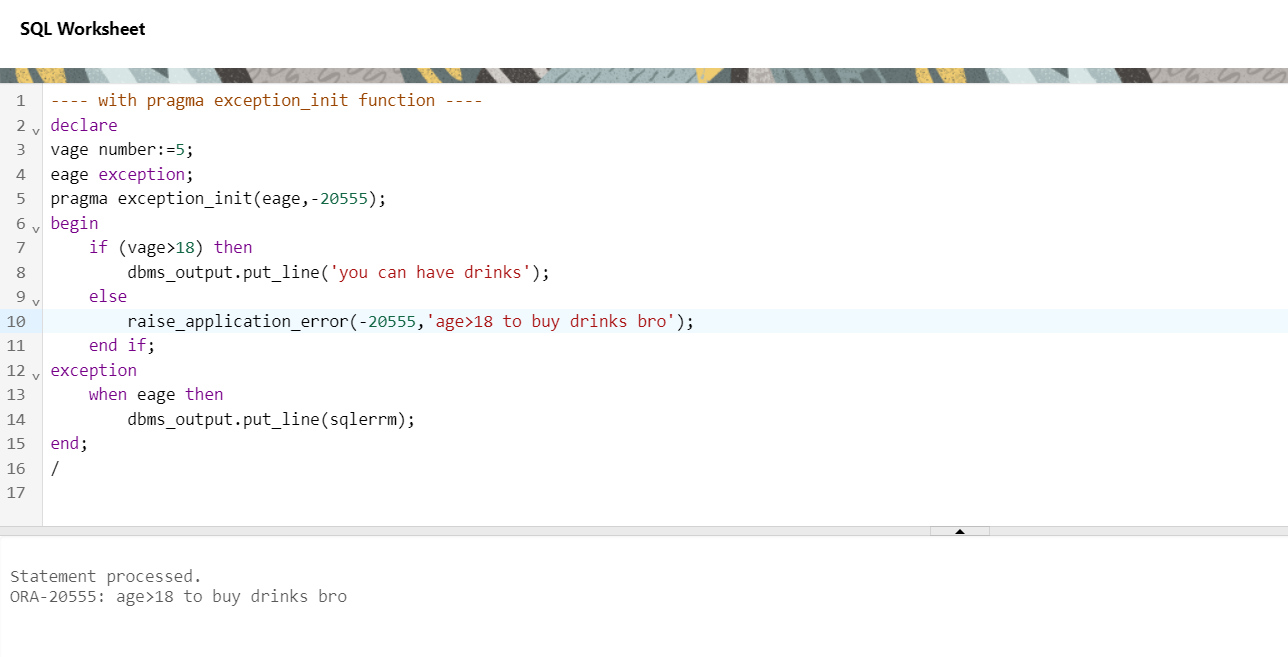 SQL Worksheet
1 ---- with pragma exception_init function ----
2 declare
3 vage number:=5;
4 eage exception;
5 pragma exception_init(eage,-20555);
6 begin
7     if (vage>18) then
8         dbms_output.put_line('you can have drinks');
9     else
10         raise_application_error(-20555,'age>18 to buy drinks bro');
11     end if;
12 exception
13     when eage then
14         dbms_output.put_line(sqlerrm);
15 end;
16 /
17
Statement processed.
ORA-20555: age>18 to buy drinks bro